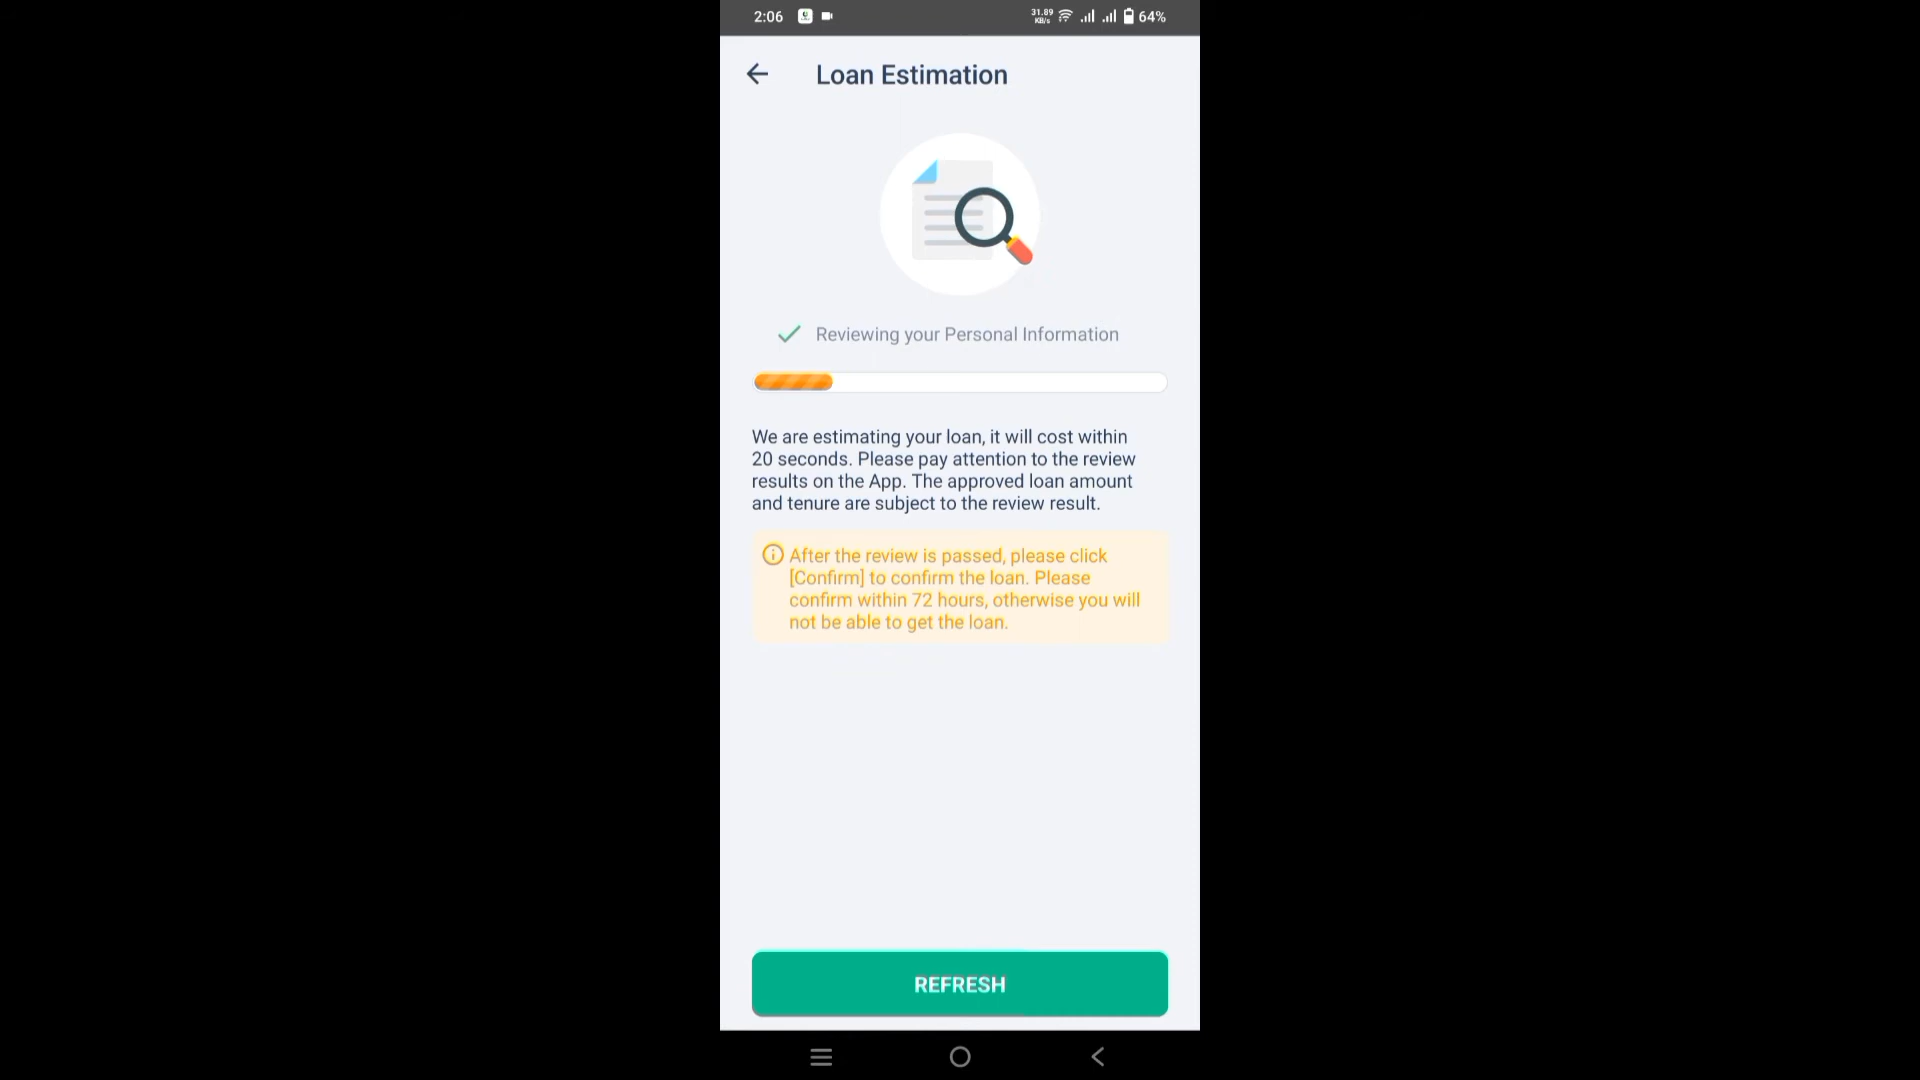 2:06
31.89
KB/s
64%
Loan Estimation
Reviewing your Personal Information
We are estimating your loan, it will cost within
20 seconds. Please pay attention to the review
results on the App. The approved loan amount
and tenure are subject to the review result.
After the review is passed, please click
[Confirm] to confirm the loan. Please
confirm within 72 hours, otherwise you will
not be able to get the loan.
REFRESH